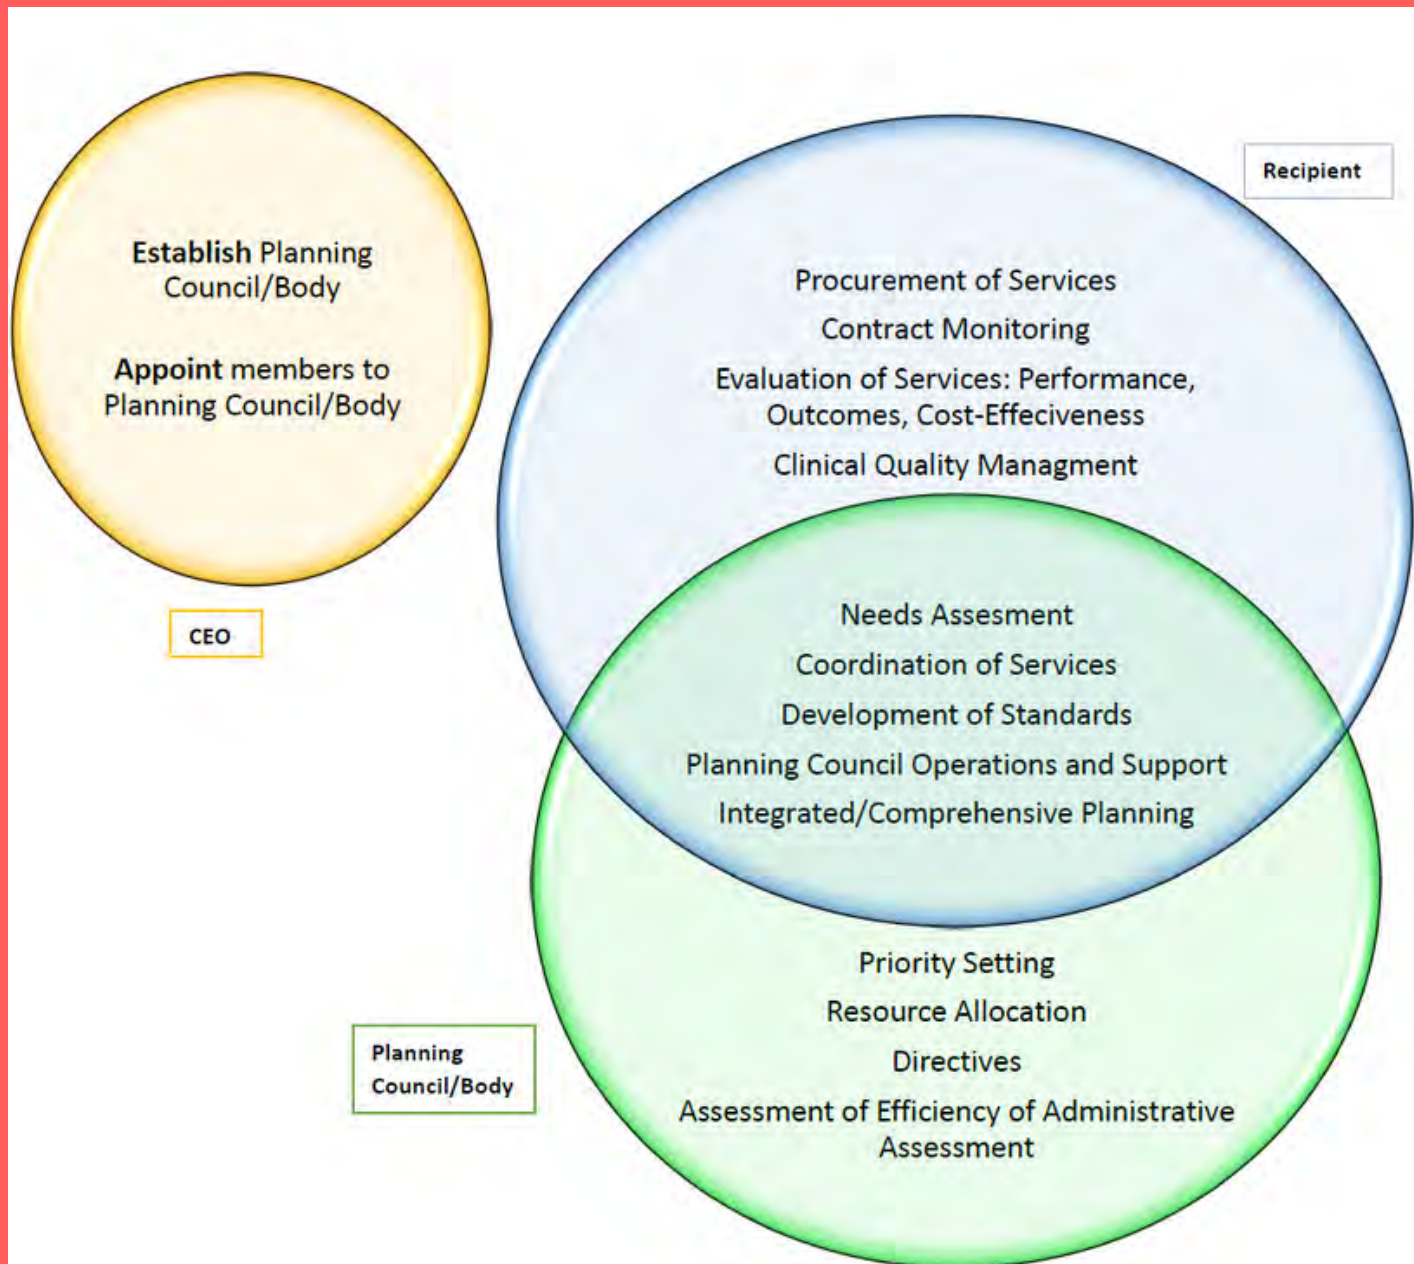 Establish Planning
Council/Body
Appoint members to
Planning Council/Body
CEO
Recipient
Procurement of Services
Contract Monitoring
Evaluation of Services: Performance,
Outcomes, Cost-Effeciveness
Clinical Quality Managment
Needs Assesment
Coordination of Services
Development of Standards
Planning Council Operations and Support
Integrated/Comprehensive Planning
Priority Setting
Resource Allocation
Directives
Assessment of Efficiency of Administrative
Assessment
Planning
Council/Body